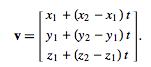 v = [ x₁ + (x₂ − x₁) t
y₁ + (y₂ − y₁) t
z₁ + (z₂ − z₁) t ].